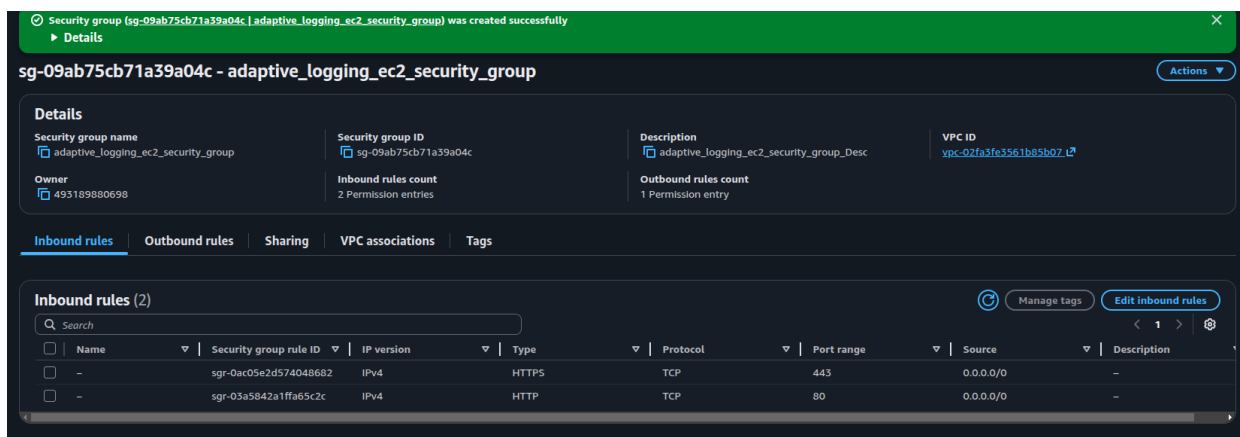 Security group (sg-09ab75cb71a39a04c | adaptive_logging_ec2_security_group) was created successfully
Details
sg-09ab75cb71a39a04c - adaptive_logging_ec2_security_group
Actions
Details
Security group name Security group ID Description VPC ID
adaptive_logging_ec2_security_group sg-09ab75cb71a39a04c adaptive_logging_ec2_security_group_Desc vpc-02fa3fe3561b85b07
Owner Inbound rules count Outbound rules count
493189880698 2 Permission entries 1 Permission entry
Inbound rules Outbound rules Sharing VPC associations Tags
Inbound rules (2) Manage tags Edit inbound rules
Search 1
Name Security group rule ID IP version Type Protocol Port range Source Description
– sgr-0ac05e2d574048682 IPv4 HTTPS TCP 443 0.0.0.0/0 –
– sgr-03a5842a1ffa65c2c IPv4 HTTP TCP 80 0.0.0.0/0 –